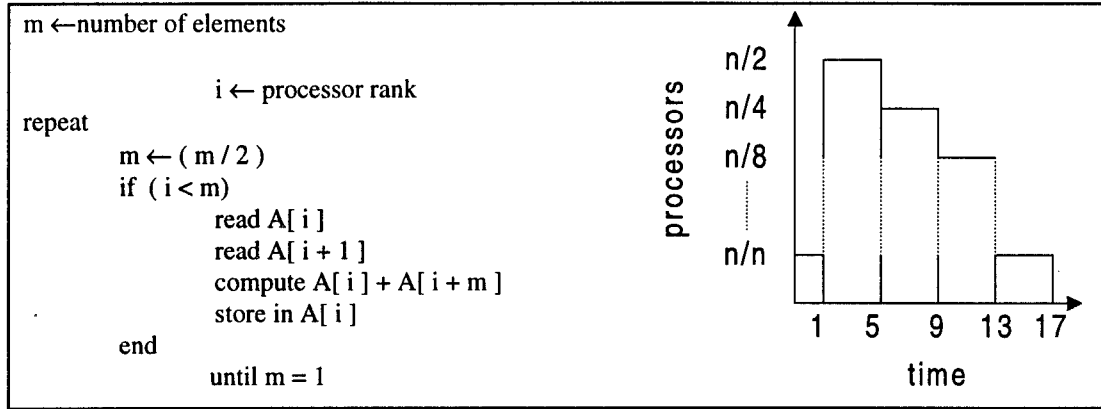 m ←number of elements
i ← processor rank
repeat
m ← ( m / 2 )
if ( i < m)
read A[ i ]
read A[ i + 1 ]
compute A[ i ] + A[ i + m ]
store in A[ i ]
end
until m = 1
processors
n/2
n/4
n/8
n/n
1 5 9 13 17
time